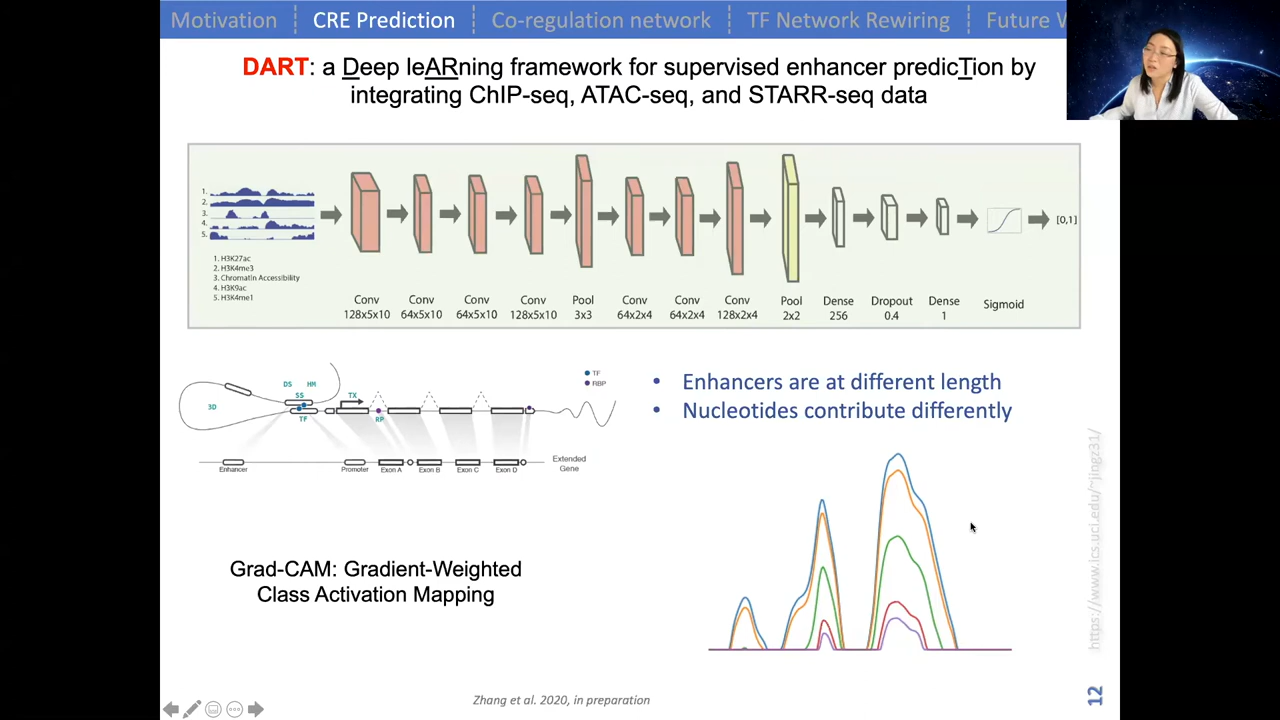 Motivation
CRE Prediction
Co-regulation network
TF Network Rewiring
Future
DART: a Deep leARning framework for supervised enhancer predicTion by
integrating ChIP-seq, ATAC-seq, and STARR-seq data
1.
2.
3.
4.
5.
1. H3K27ac
2. H3K4me3
3. Chromatin Accessibility
4. H3K9ac
5. H3K4me1
Conv
128x5x10
Conv
64x5x10
Conv
64x5x10
Conv
128x5x10
Pool
3x3
Conv
64x2x4
Conv
64x2x4
Conv
128x2x4
Pool
2x2
Dense
256
Dropout
0.4
Dense
1
Sigmoid
[0,1]
3D
DS
HM
SS
TF
TX
RP
TF
RBP
Enhancer
Promoter
Exon A
Exon B
Exon C
Exon D
Extended
Gene
• Enhancers are at different length
• Nucleotides contribute differently
Grad-CAM: Gradient-Weighted
Class Activation Mapping
https://www.ics.uci.edu/~jingz31/
Zhang et al. 2020, in preparation
12